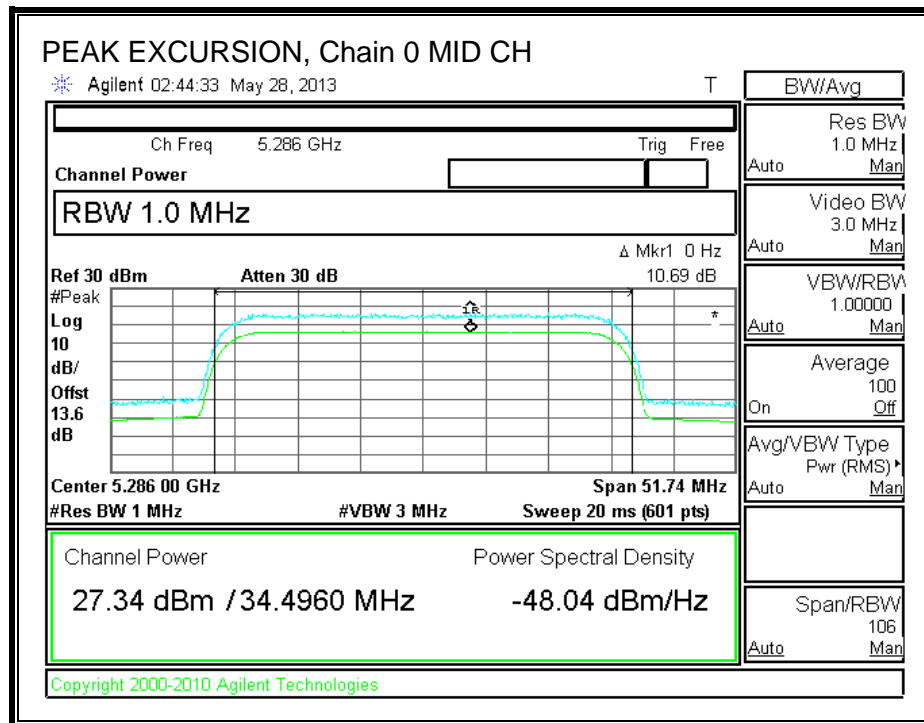 PEAK EXCURSION, Chain 0 MID CH
Agilent 02:44:33 May 28, 2013 T
BW/Avg
Ch Freq 5.286 GHz Trig Free
Channel Power
RBW 1.0 MHz
Δ Mkr1 0 Hz
Ref 30 dBm Atten 30 dB 10.69 dB
#Peak
Log
10
dB/
Offst
13.6
dB
1R
*
Center 5.286 00 GHz Span 51.74 MHz
#Res BW 1 MHz #VBW 3 MHz Sweep 20 ms (601 pts)
Channel Power Power Spectral Density
27.34 dBm / 34.4960 MHz -48.04 dBm/Hz
Copyright 2000-2010 Agilent Technologies
Res BW
1.0 MHz
Auto Man
Video BW
3.0 MHz
Auto Man
VBW/RBW
1.00000
Auto Man
Average
100
On Off
Avg/VBW Type
Pwr (RMS)
Auto Man
Span/RBW
106
Auto Man